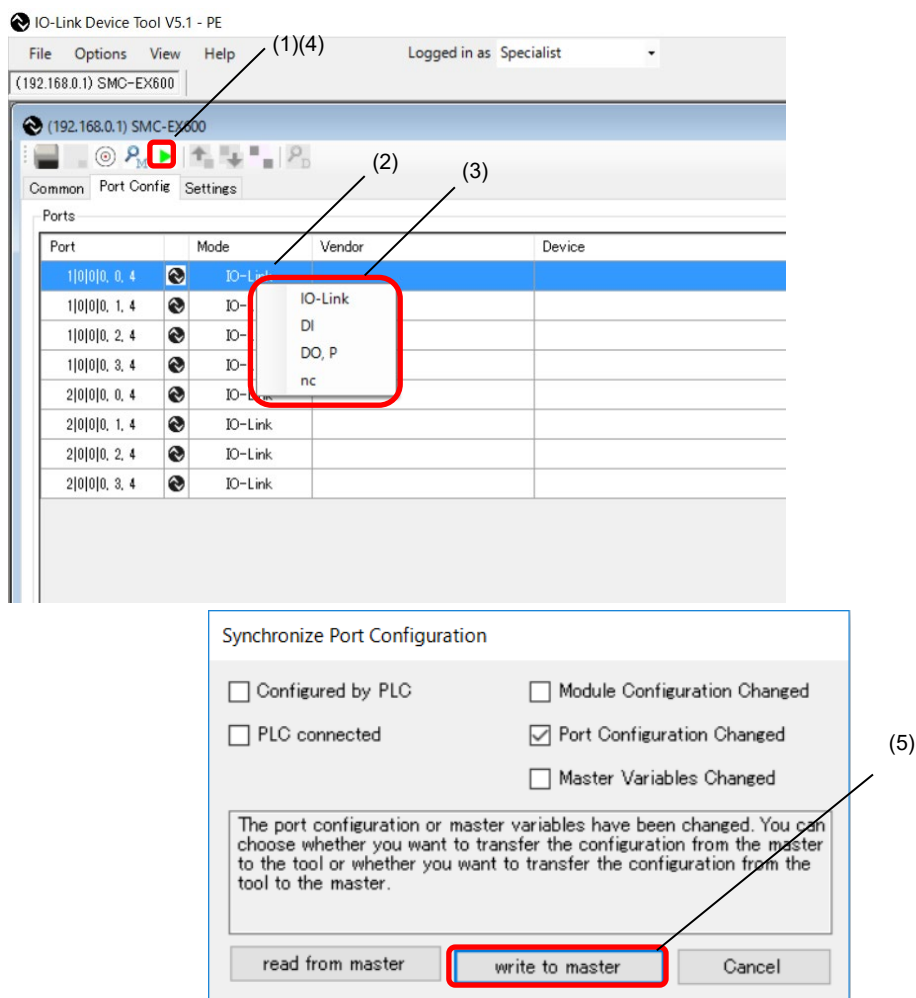 IO-Link Device Tool V5.1 - PE
(1)(4)
File Options View Help Logged in as Specialist
(192.168.0.1) SMC-EX600
(192.168.0.1) SMC-EX600
(2)
(3)
Common Port Config Settings
Ports
Port Mode Vendor Device
1|0|0|0, 0, 4 IO-Link
1|0|0|0, 1, 4 IO-
1|0|0|0, 2, 4 IO-
1|0|0|0, 3, 4 IO-
2|0|0|0, 0, 4 IO-Link
2|0|0|0, 1, 4 IO-Link
2|0|0|0, 2, 4 IO-Link
2|0|0|0, 3, 4 IO-Link
IO-Link
DI
DO, P
nc
Synchronize Port Configuration
Configured by PLC Module Configuration Changed
PLC connected Port Configuration Changed
(5)
Master Variables Changed
The port configuration or master variables have been changed. You can
choose whether you want to transfer the configuration from the master
to the tool or whether you want to transfer the configuration from the
tool to the master.
read from master write to master Cancel